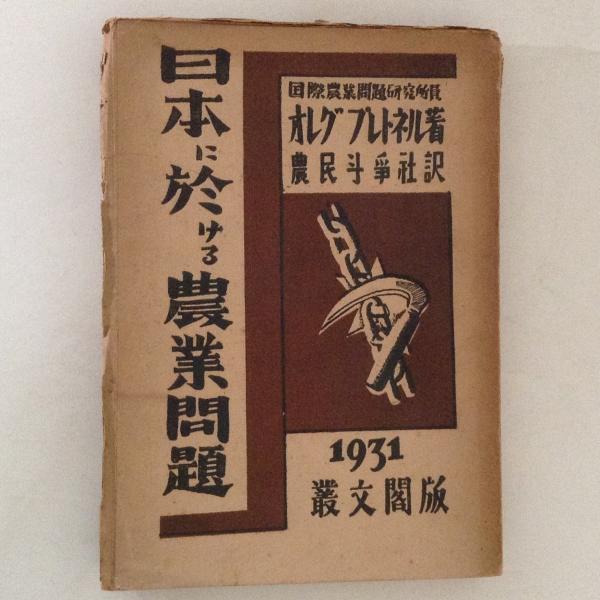 日本に於ける農業問題
国際農業問題研究所員
オレグ プレトネル著
農民斗爭社訳
1931
叢文閣版